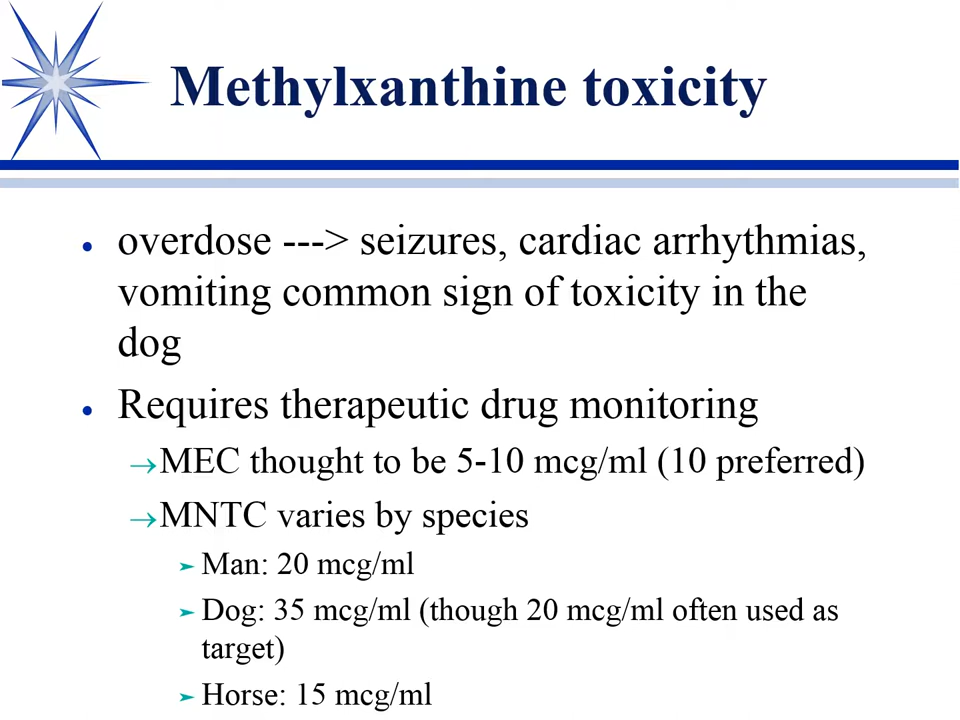 Methylxanthine toxicity
• overdose ---> seizures, cardiac arrhythmias,
vomiting common sign of toxicity in the
dog
• Requires therapeutic drug monitoring
→MEC thought to be 5-10 mcg/ml (10 preferred)
→MNTC varies by species
➢ Man: 20 mcg/ml
➢ Dog: 35 mcg/ml (though 20 mcg/ml often used as
target)
➢ Horse: 15 mcg/ml